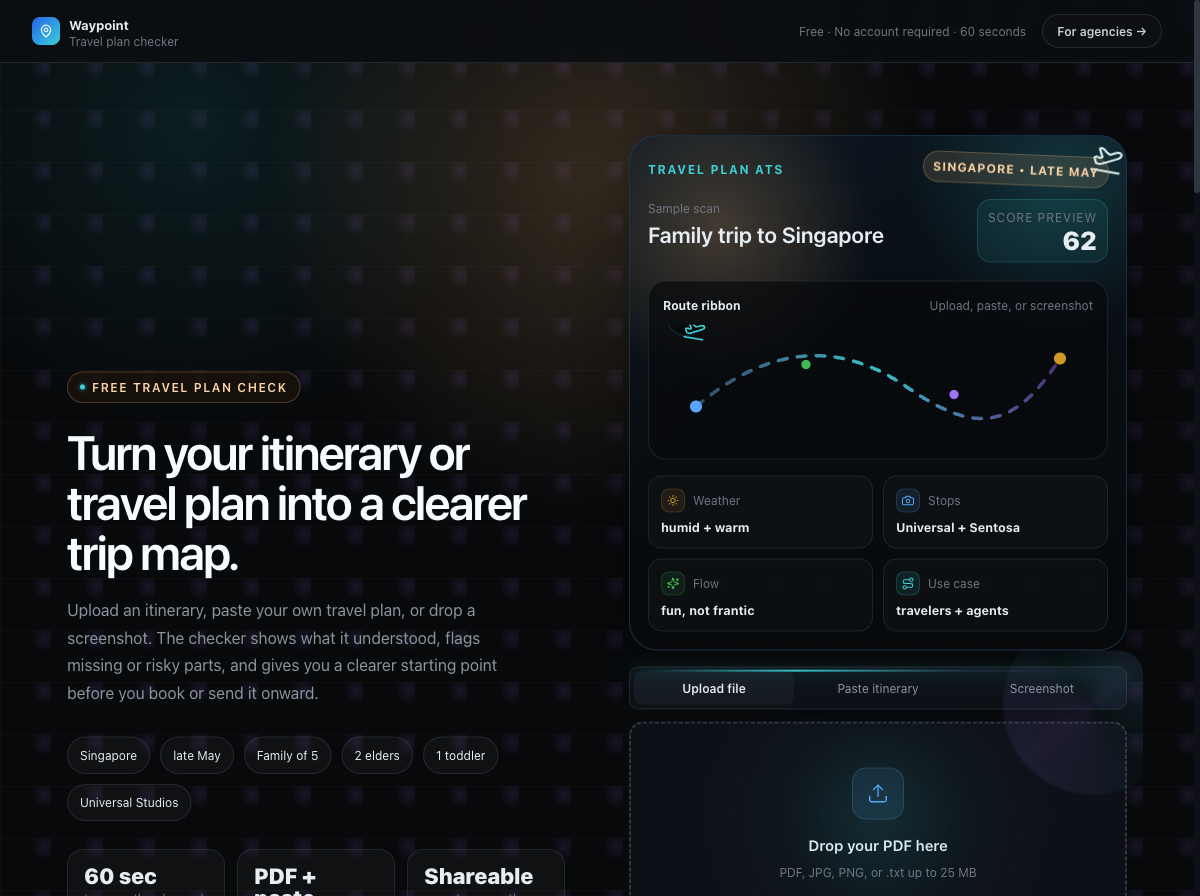 Waypoint
Travel plan checker
Free · No account required · 60 seconds
For agencies →
FREE TRAVEL PLAN CHECK
Turn your itinerary or
travel plan into a clearer
trip map.
Upload an itinerary, paste your own travel plan, or drop a
screenshot. The checker shows what it understood, flags
missing or risky parts, and gives you a clearer starting point
before you book or send it onward.
Singapore
late May
Family of 5
2 elders
1 toddler
Universal Studios
60 sec
PDF +
Shareable
TRAVEL PLAN ATS
SINGAPORE • LATE MAY
Sample scan
Family trip to Singapore
SCORE PREVIEW
62
Route ribbon
Upload, paste, or screenshot
Weather
humid + warm
Stops
Universal + Sentosa
Flow
fun, not frantic
Use case
travelers + agents
Upload file
Paste itinerary
Screenshot
Drop your PDF here
PDF, JPG, PNG, or .txt up to 25 MB